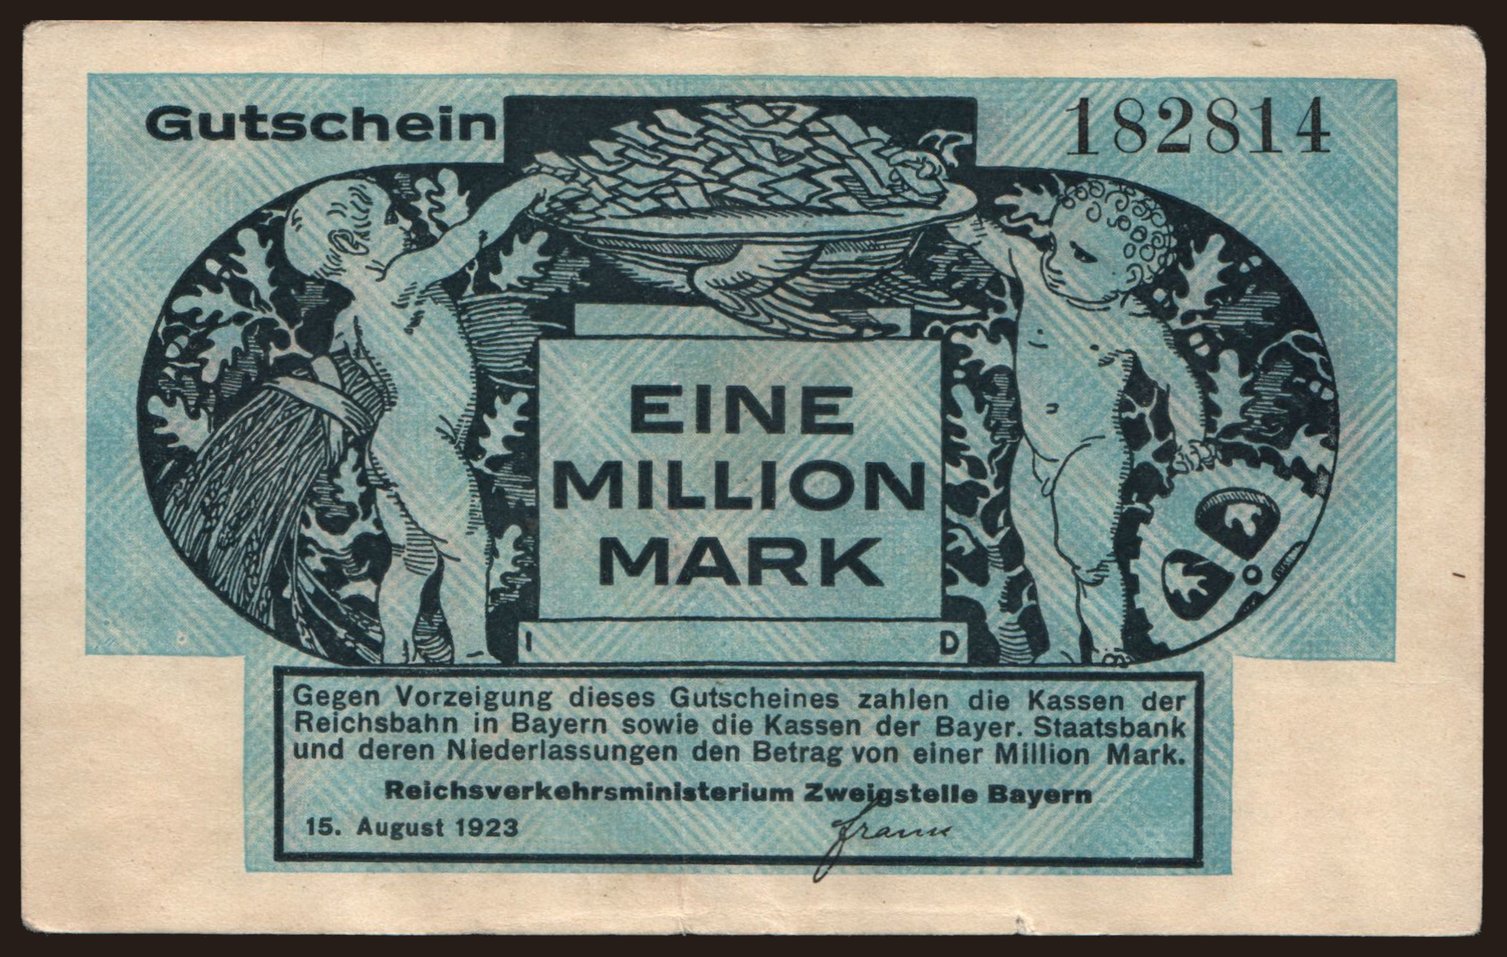 Gutschein
182814
EINE
MILLION
MARK
I D
Gegen Vorzeigung dieses Gutscheines zahlen die Kassen der
Reichsbahn in Bayern sowie die Kassen der Bayer. Staatsbank
und deren Niederlassungen den Betrag von einer Million Mark.
Reichsverkehrsministerium Zweigstelle Bayern
15. August 1923